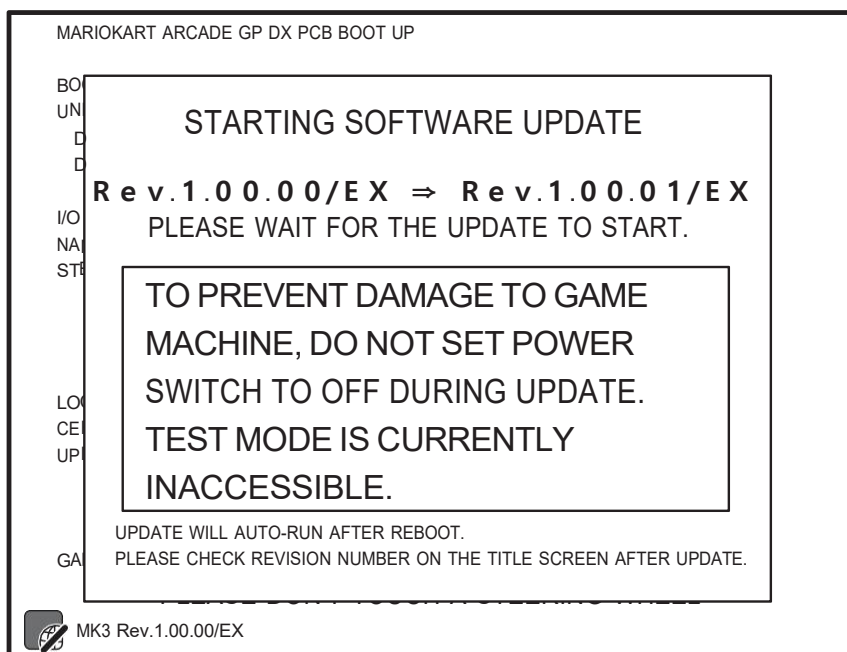 MARIOKART ARCADE GP DX PCB BOOT UP
STARTING SOFTWARE UPDATE
Rev.1.00.00/EX ⇒ Rev.1.00.01/EX
PLEASE WAIT FOR THE UPDATE TO START.
I/O
TO PREVENT DAMAGE TO GAME
MACHINE, DO NOT SET POWER
SWITCH TO OFF DURING UPDATE.
TEST MODE IS CURRENTLY
INACCESSIBLE.
UPDATE WILL AUTO-RUN AFTER REBOOT.
PLEASE CHECK REVISION NUMBER ON THE TITLE SCREEN AFTER UPDATE.
MK3 Rev.1.00.00/EX